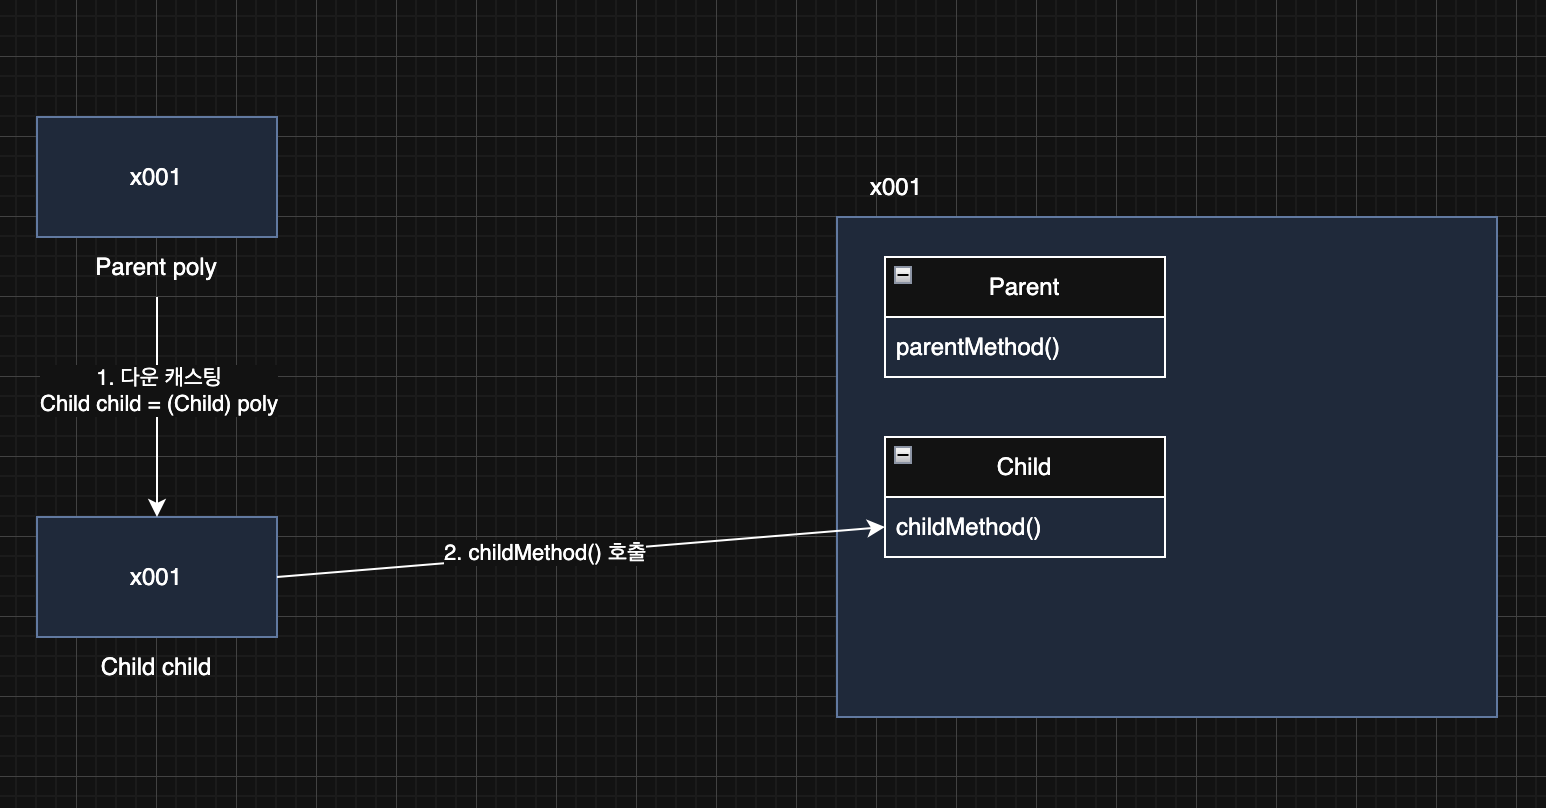 x001
Parent poly
1. 다운 캐스팅
Child child = (Child) poly
x001
Child child
2. childMethod() 호출
x001
Parent
parentMethod()
Child
childMethod()